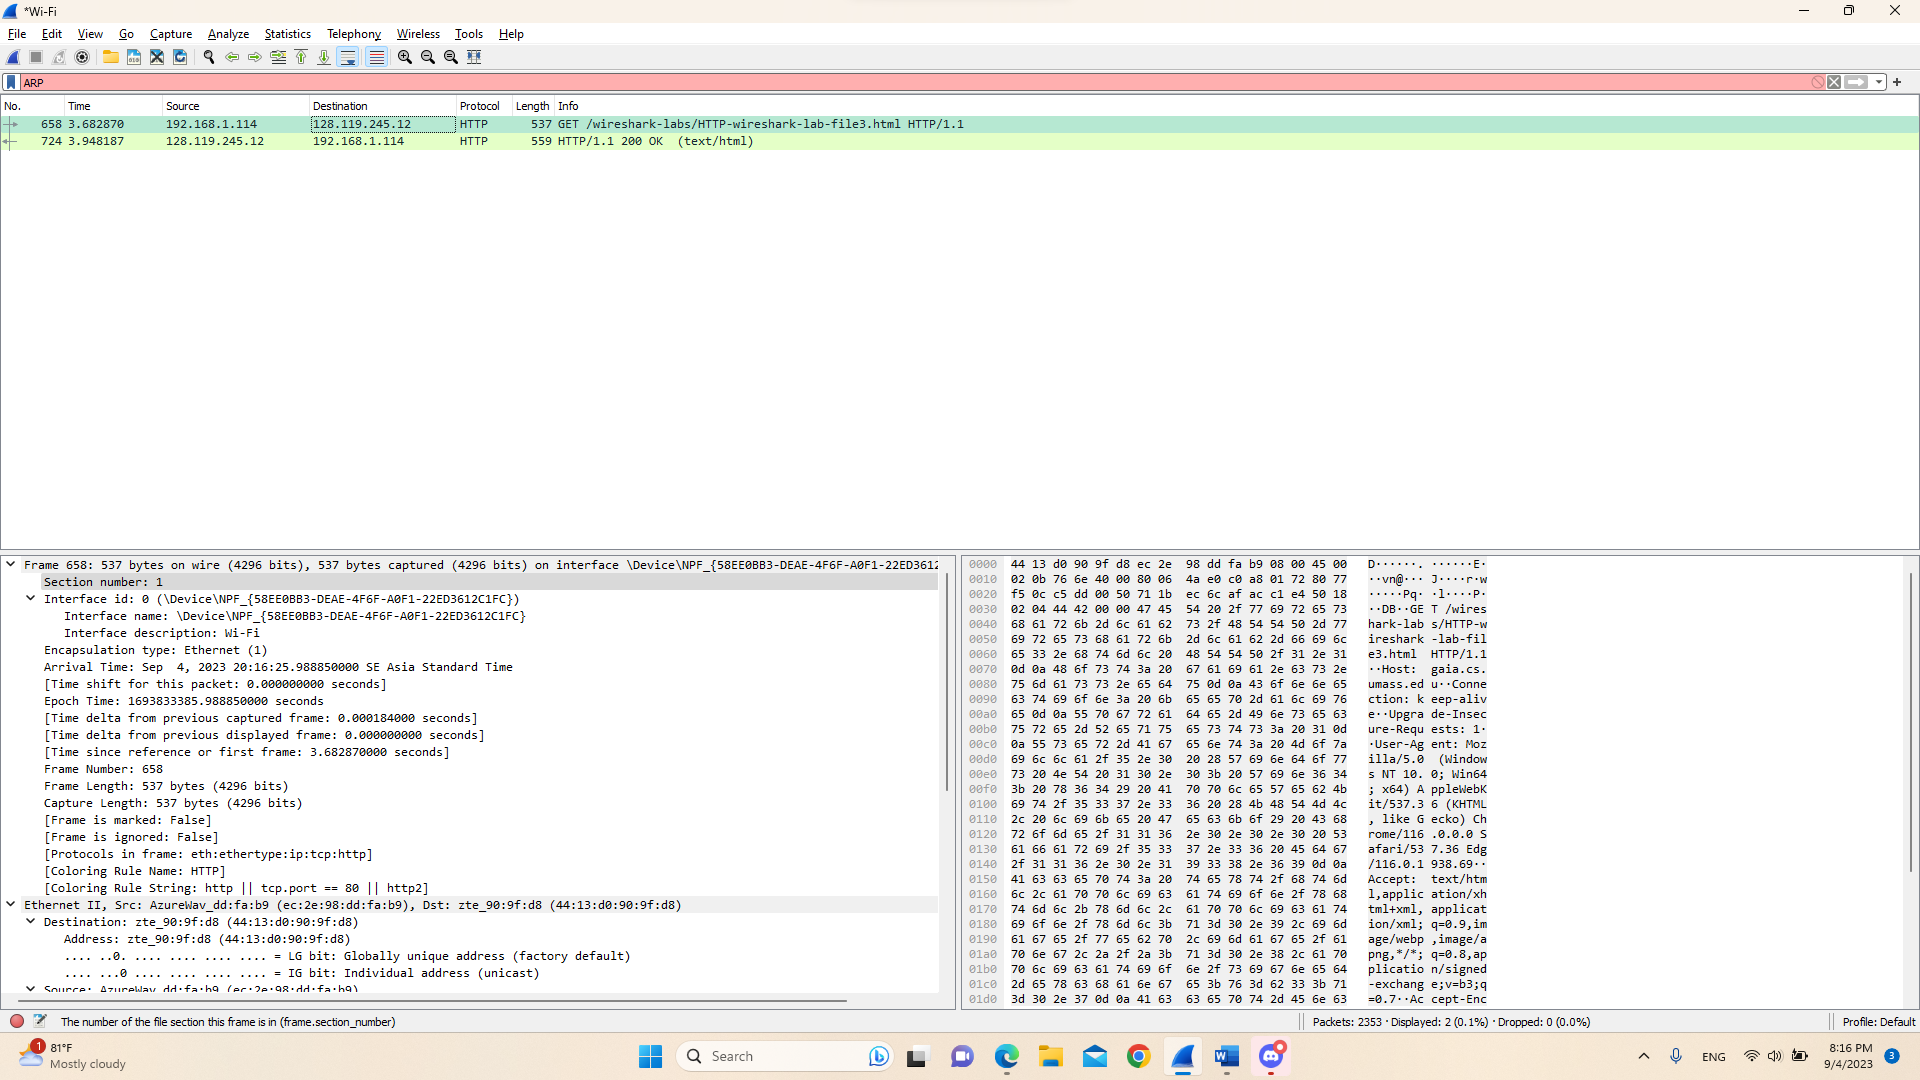 *Wi-Fi
File Edit View Go Capture Analyze Statistics Telephony Wireless Tools Help
ARP
No. Time Source Destination Protocol Length Info
658 3.682870 192.168.1.114 128.119.245.12 HTTP 537 GET /wireshark-labs/HTTP-wireshark-lab-file3.html HTTP/1.1
724 3.948187 128.119.245.12 192.168.1.114 HTTP 559 HTTP/1.1 200 OK (text/html)
Frame 658: 537 bytes on wire (4296 bits), 537 bytes captured (4296 bits) on interface \Device\NPF_{58EE0BB3-DEAE-4F6F-A0F1-22ED3612
Section number: 1
Interface id: 0 (\Device\NPF_{58EE0BB3-DEAE-4F6F-A0F1-22ED3612C1FC})
Interface name: \Device\NPF_{58EE0BB3-DEAE-4F6F-A0F1-22ED3612C1FC}
Interface description: Wi-Fi
Encapsulation type: Ethernet (1)
Arrival Time: Sep  4, 2023 20:16:25.988850000 SE Asia Standard Time
[Time shift for this packet: 0.000000000 seconds]
Epoch Time: 1693833385.988850000 seconds
[Time delta from previous captured frame: 0.000184000 seconds]
[Time delta from previous displayed frame: 0.000000000 seconds]
[Time since reference or first frame: 3.682870000 seconds]
Frame Number: 658
Frame Length: 537 bytes (4296 bits)
Capture Length: 537 bytes (4296 bits)
[Frame is marked: False]
[Frame is ignored: False]
[Protocols in frame: eth:ethertype:ip:tcp:http]
[Coloring Rule Name: HTTP]
[Coloring Rule String: http || tcp.port == 80 || http2]
Ethernet II, Src: AzureWav_dd:fa:b9 (ec:2e:98:dd:fa:b9), Dst: zte_90:9f:d8 (44:13:d0:90:9f:d8)
Destination: zte_90:9f:d8 (44:13:d0:90:9f:d8)
Address: zte_90:9f:d8 (44:13:d0:90:9f:d8)
.... ..0. .... .... .... .... = LG bit: Globally unique address (factory default)
.... ...0 .... .... .... .... = IG bit: Individual address (unicast)
Source: AzureWav_dd:fa:b9 (ec:2e:98:dd:fa:b9)
0000 44 13 d0 90 9f d8 ec 2e 98 dd fa b9 08 00 45 00 D······. ······E·
0010 02 0b 76 6e 40 00 80 06 4a e0 c0 a8 01 72 80 77 ··vn@··· J····r·w
0020 f5 0c c5 dd 00 50 71 1b ec 6c af ac c1 e4 50 18 ·····Pq· ·l····P·
0030 02 04 44 42 00 00 47 45 54 20 2f 77 69 72 65 73 ··DB··GE T /wires
0040 68 61 72 6b 2d 6c 61 62 73 2f 48 54 54 50 2d 77 hark-lab s/HTTP-w
0050 69 72 65 73 68 61 72 6b 2d 6c 61 62 2d 66 69 6c ireshark -lab-fil
0060 65 33 2e 68 74 6d 6c 20 48 54 54 50 2f 31 2e 31 e3.html HTTP/1.1
0070 0d 0a 48 6f 73 74 3a 20 67 61 69 61 2e 63 73 2e ··Host: gaia.cs.
0080 75 6d 61 73 73 2e 65 64 75 0d 0a 43 6f 6e 6e 65 umass.ed u··Conne
0090 63 74 69 6f 6e 3a 20 6b 65 65 70 2d 61 6c 69 76 ction: k eep-aliv
00a0 65 0d 0a 55 70 67 72 61 64 65 2d 49 6e 73 65 63 e··Upgra de-Insec
00b0 75 72 65 2d 52 65 71 75 65 73 74 73 3a 20 31 0d ure-Requ ests: 1·
00c0 0a 55 73 65 72 2d 41 67 65 6e 74 3a 20 4d 6f 7a ·User-Ag ent: Moz
00d0 69 6c 6c 61 2f 35 2e 30 20 28 57 69 6e 64 6f 77 illa/5.0 (Window
00e0 73 20 4e 54 20 31 30 2e 30 3b 20 57 69 6e 36 34 s NT 10. 0; Win64
00f0 3b 20 78 36 34 29 20 41 70 70 6c 65 57 65 62 4b ; x64) A ppleWebK
0100 69 74 2f 35 33 37 2e 33 36 20 28 4b 48 54 4d 4c it/537.3 6 (KHTML
0110 2c 20 6c 69 6b 65 20 47 65 63 6b 6f 29 20 43 68 , like G ecko) Ch
0120 72 6f 6d 65 2f 31 31 36 2e 30 2e 30 2e 30 20 53 rome/116 .0.0.0 S
0130 61 66 61 72 69 2f 35 33 37 2e 33 36 20 45 64 67 afari/53 7.36 Edg
0140 2f 31 31 36 2e 30 2e 31 39 33 38 2e 36 39 0d 0a /116.0.1 938.69··
0150 41 63 63 65 70 74 3a 20 74 65 78 74 2f 68 74 6d Accept: text/htm
0160 6c 2c 61 70 70 6c 69 63 61 74 69 6f 6e 2f 78 68 l,applic ation/xh
0170 74 6d 6c 2b 78 6d 6c 2c 61 70 70 6c 69 63 61 74 tml+xml, applicat
0180 69 6f 6e 2f 78 6d 6c 3b 71 3d 30 2e 39 2c 69 6d ion/xml; q=0.9,im
0190 61 67 65 2f 77 65 62 70 2c 69 6d 61 67 65 2f 61 age/webp ,image/a
01a0 70 6e 67 2c 2a 2f 2a 3b 71 3d 30 2e 38 2c 61 70 png,*/*; q=0.8,ap
01b0 70 6c 69 63 61 74 69 6f 6e 2f 73 69 67 6e 65 64 plicatio n/signed
01c0 2d 65 78 63 68 61 6e 67 65 3b 76 3d 62 33 3b 71 -exchang e;v=b3;q
01d0 3d 30 2e 37 0d 0a 41 63 63 65 70 74 2d 45 6e 63 =0.7··Ac cept-Enc
The number of the file section this frame is in (frame.section_number)
Packets: 2353 · Displayed: 2 (0.1%) · Dropped: 0 (0.0%)
Profile: Default
1
81°F
Mostly cloudy
Search
ENG
8:16 PM
9/4/2023
3